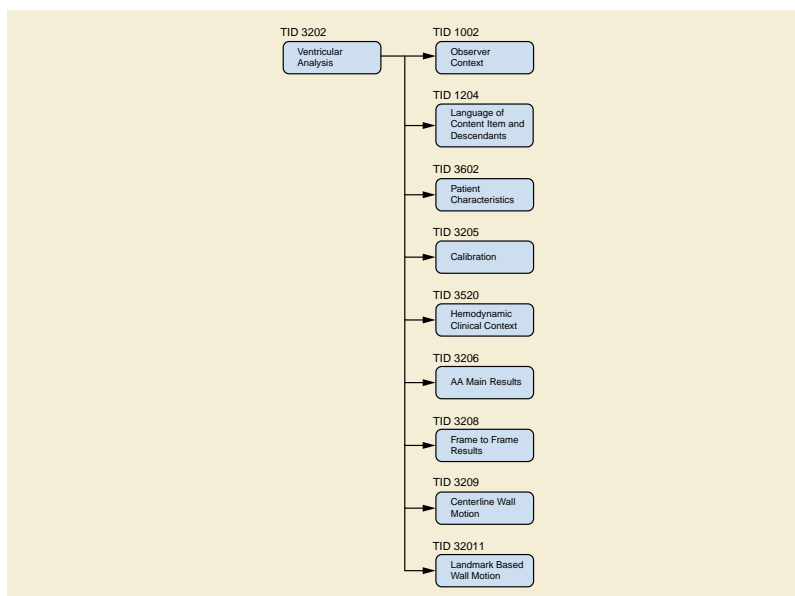 TID 3202
Ventricular
Analysis
TID 1002
Observer
Context
TID 1204
Language of
Content Item and
Descendants
TID 3602
Patient
Characteristics
TID 3205
Calibration
TID 3520
Hemodynamic
Clinical Context
TID 3206
AA Main Results
TID 3208
Frame to Frame
Results
TID 3209
Centerline Wall
Motion
TID 32011
Landmark Based
Wall Motion